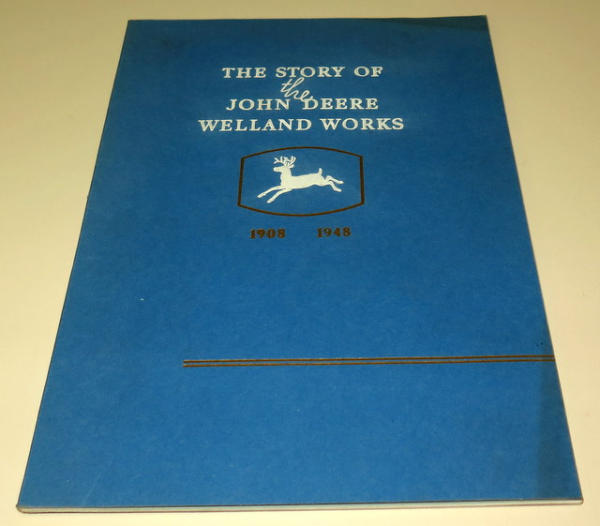 THE STORY OF
the
JOHN DEERE
WELLAND WORKS
1908 1948